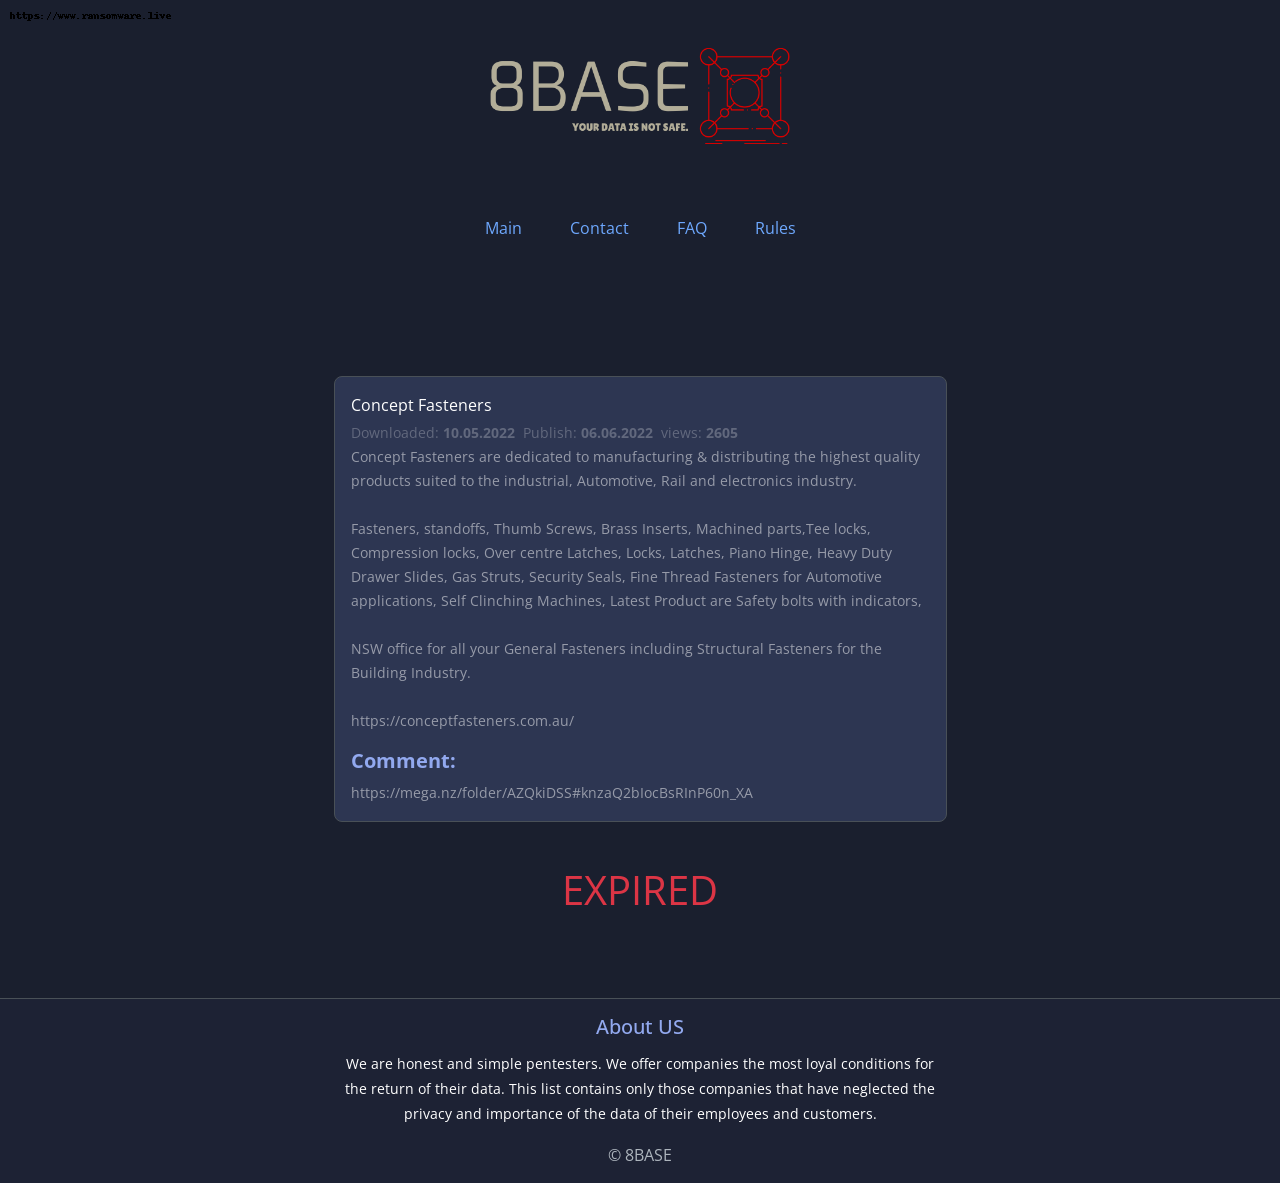 https://www.ransomware.live
8BASE
YOUR DATA IS NOT SAFE.
Main Contact FAQ Rules
Concept Fasteners
Downloaded: 10.05.2022 Publish: 06.06.2022 views: 2605
Concept Fasteners are dedicated to manufacturing & distributing the highest quality
products suited to the industrial, Automotive, Rail and electronics industry.
Fasteners, standoffs, Thumb Screws, Brass Inserts, Machined parts,Tee locks,
Compression locks, Over centre Latches, Locks, Latches, Piano Hinge, Heavy Duty
Drawer Slides, Gas Struts, Security Seals, Fine Thread Fasteners for Automotive
applications, Self Clinching Machines, Latest Product are Safety bolts with indicators,
NSW office for all your General Fasteners including Structural Fasteners for the
Building Industry.
https://conceptfasteners.com.au/
Comment:
https://mega.nz/folder/AZQkiDSS#knzaQ2bIocBsRInP60n_XA
EXPIRED
About US
We are honest and simple pentesters. We offer companies the most loyal conditions for
the return of their data. This list contains only those companies that have neglected the
privacy and importance of the data of their employees and customers.
© 8BASE